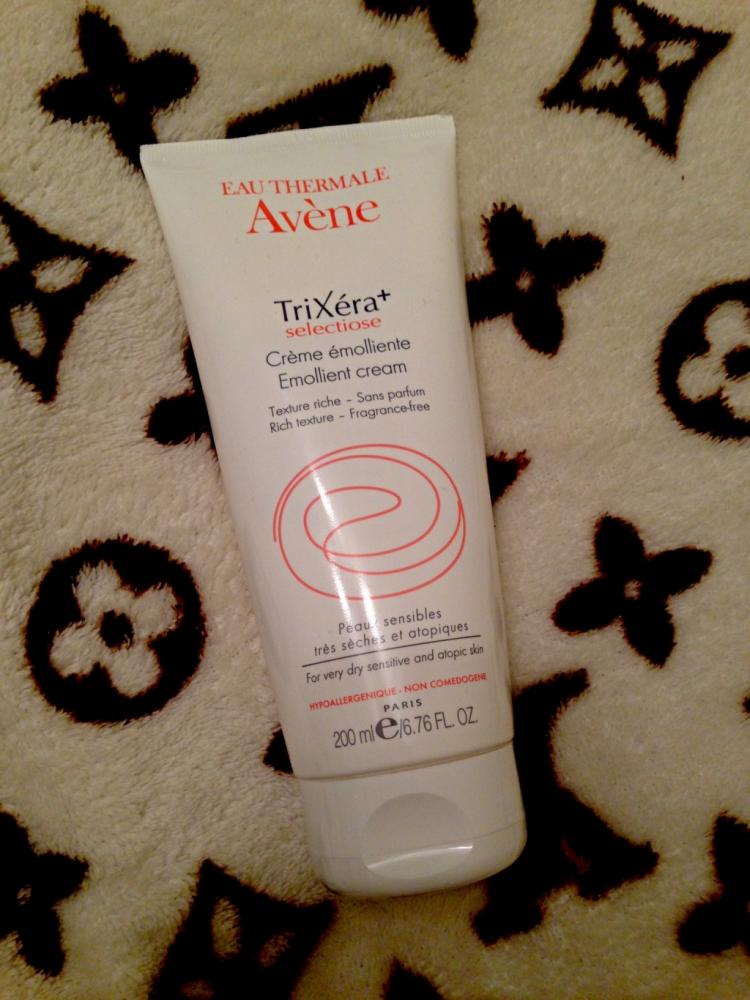 EAU THERMALE
Avène
TriXéra+
selectiose
Crème émolliente
Emollient cream
Texture riche – Sans parfum
Rich texture – Fragrance-free
Peaux sensibles
très sèches et atopiques
For very dry sensitive and atopic skin
HYPOALLERGENIQUE - NON COMEDOGENE
PARIS
200 ml e/6.76 FL. OZ.